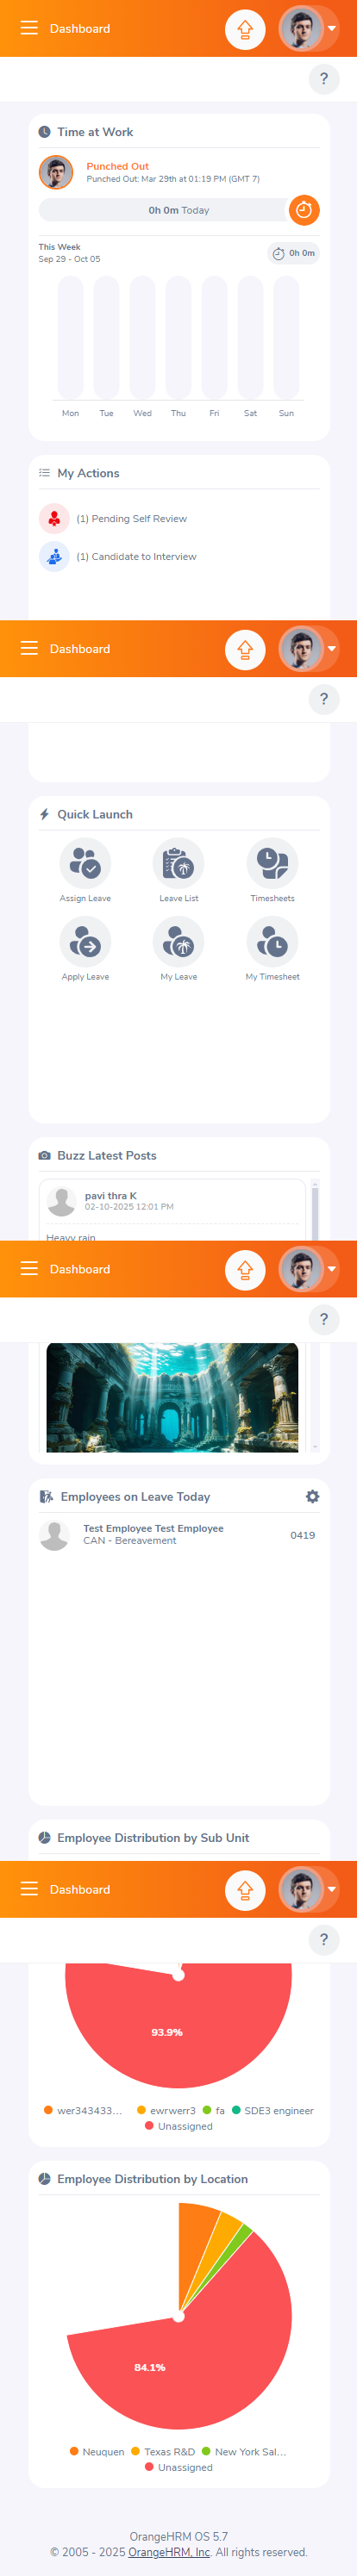 Dashboard
?
Time at Work
Punched Out
Punched Out: Mar 29th at 01:19 PM (GMT 7)
0h 0m Today
This Week
Sep 29 - Oct 05
0h 0m
Mon Tue Wed Thu Fri Sat Sun
My Actions
(1) Pending Self Review
(1) Candidate to Interview
Dashboard
?
Quick Launch
Assign Leave Leave List Timesheets
Apply Leave My Leave My Timesheet
Buzz Latest Posts
pavi thra K
02-10-2025 12:01 PM
Heavy rain
Dashboard
?
Employees on Leave Today
Test Employee Test Employee
CAN - Bereavement
0419
Employee Distribution by Sub Unit
Dashboard
?
93.9%
wer343433... ewrwerr3 fa SDE3 engineer
Unassigned
Employee Distribution by Location
84.1%
Neuquen Texas R&D New York Sal...
Unassigned
OrangeHRM OS 5.7
© 2005 - 2025 OrangeHRM, Inc. All rights reserved.